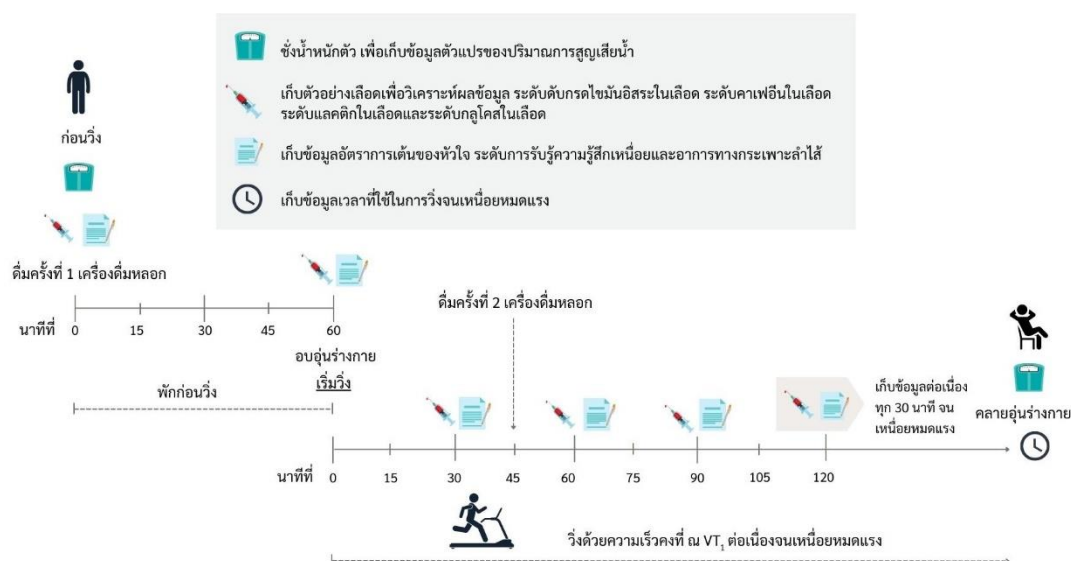 ชั่งน้ำหนักตัว เพื่อเก็บข้อมูลตัวแปรของปริมาณการสูญเสียน้ำ
เก็บตัวอย่างเลือดเพื่อวิเคราะห์ผลข้อมูล ระดับดับกรดไขมันอิสระในเลือด ระดับคาเฟอีนในเลือด
ระดับแลคติกในเลือดและระดับกลูโคสในเลือด
เก็บข้อมูลอัตราการเต้นของหัวใจ ระดับการรับรู้ความรู้สึกเหนื่อยและอาการทางกระเพาะลำไส้
เก็บข้อมูลเวลาที่ใช้ในการวิ่งจนเหนื่อยหมดแรง
ก่อนวิ่ง
ดื่มครั้งที่ 1 เครื่องดื่มหลอก
นาทีที่ 0 15 30 45 60
อบอุ่นร่างกาย
เริ่มวิ่ง
พักก่อนวิ่ง
ดื่มครั้งที่ 2 เครื่องดื่มหลอก
เก็บข้อมูลต่อเนื่อง
ทุก 30 นาที จน
เหนื่อยหมดแรง
คลายอุ่นร่างกาย
นาทีที่ 0 15 30 45 60 75 90 105 120
วิ่งด้วยความเร็วคงที่ ณ VT1 ต่อเนื่องจนเหนื่อยหมดแรง